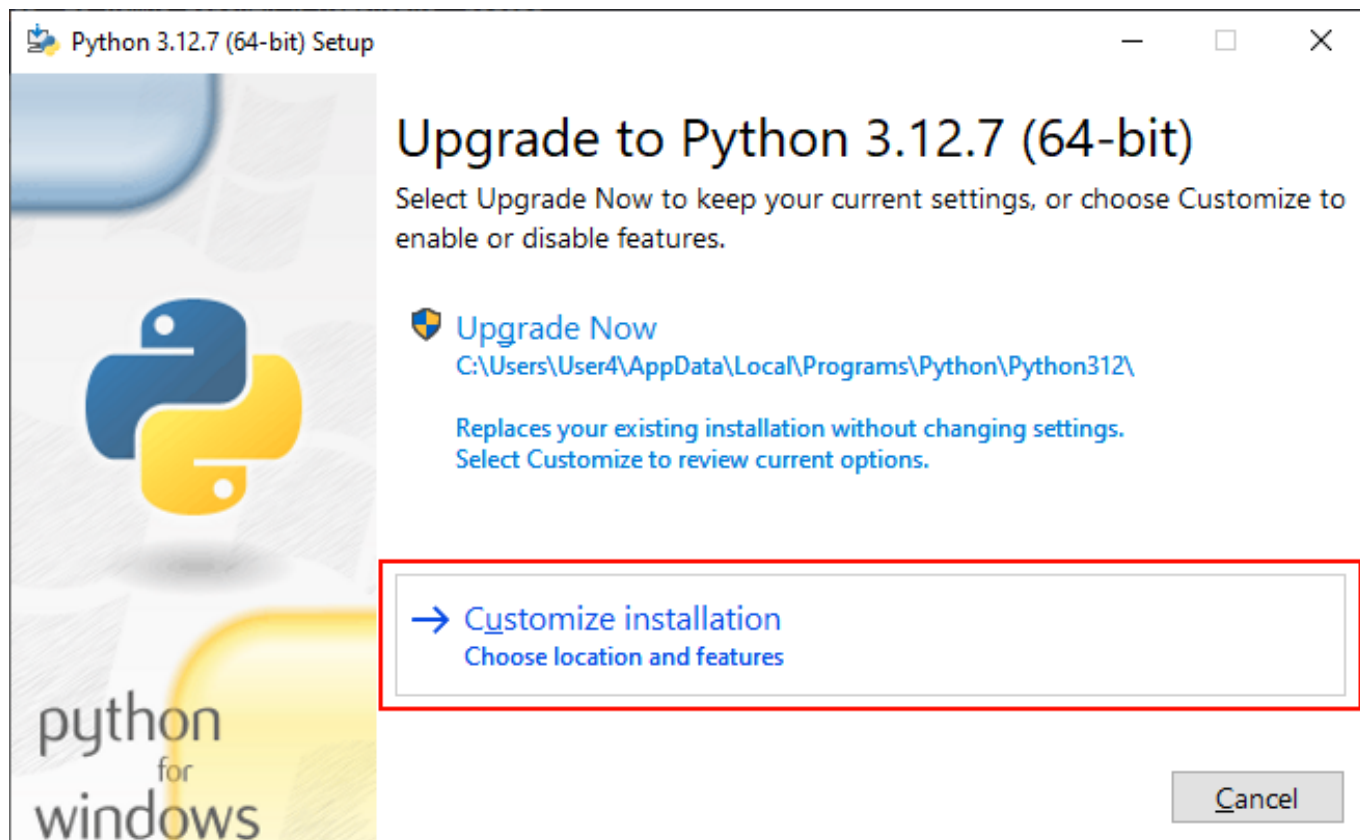 Python 3.12.7 (64-bit) Setup
Upgrade to Python 3.12.7 (64-bit)
Select Upgrade Now to keep your current settings, or choose Customize to
enable or disable features.
Upgrade Now
C:\Users\User4\AppData\Local\Programs\Python\Python312\
Replaces your existing installation without changing settings.
Select Customize to review current options.
Customize installation
Choose location and features
python
for
windows
Cancel